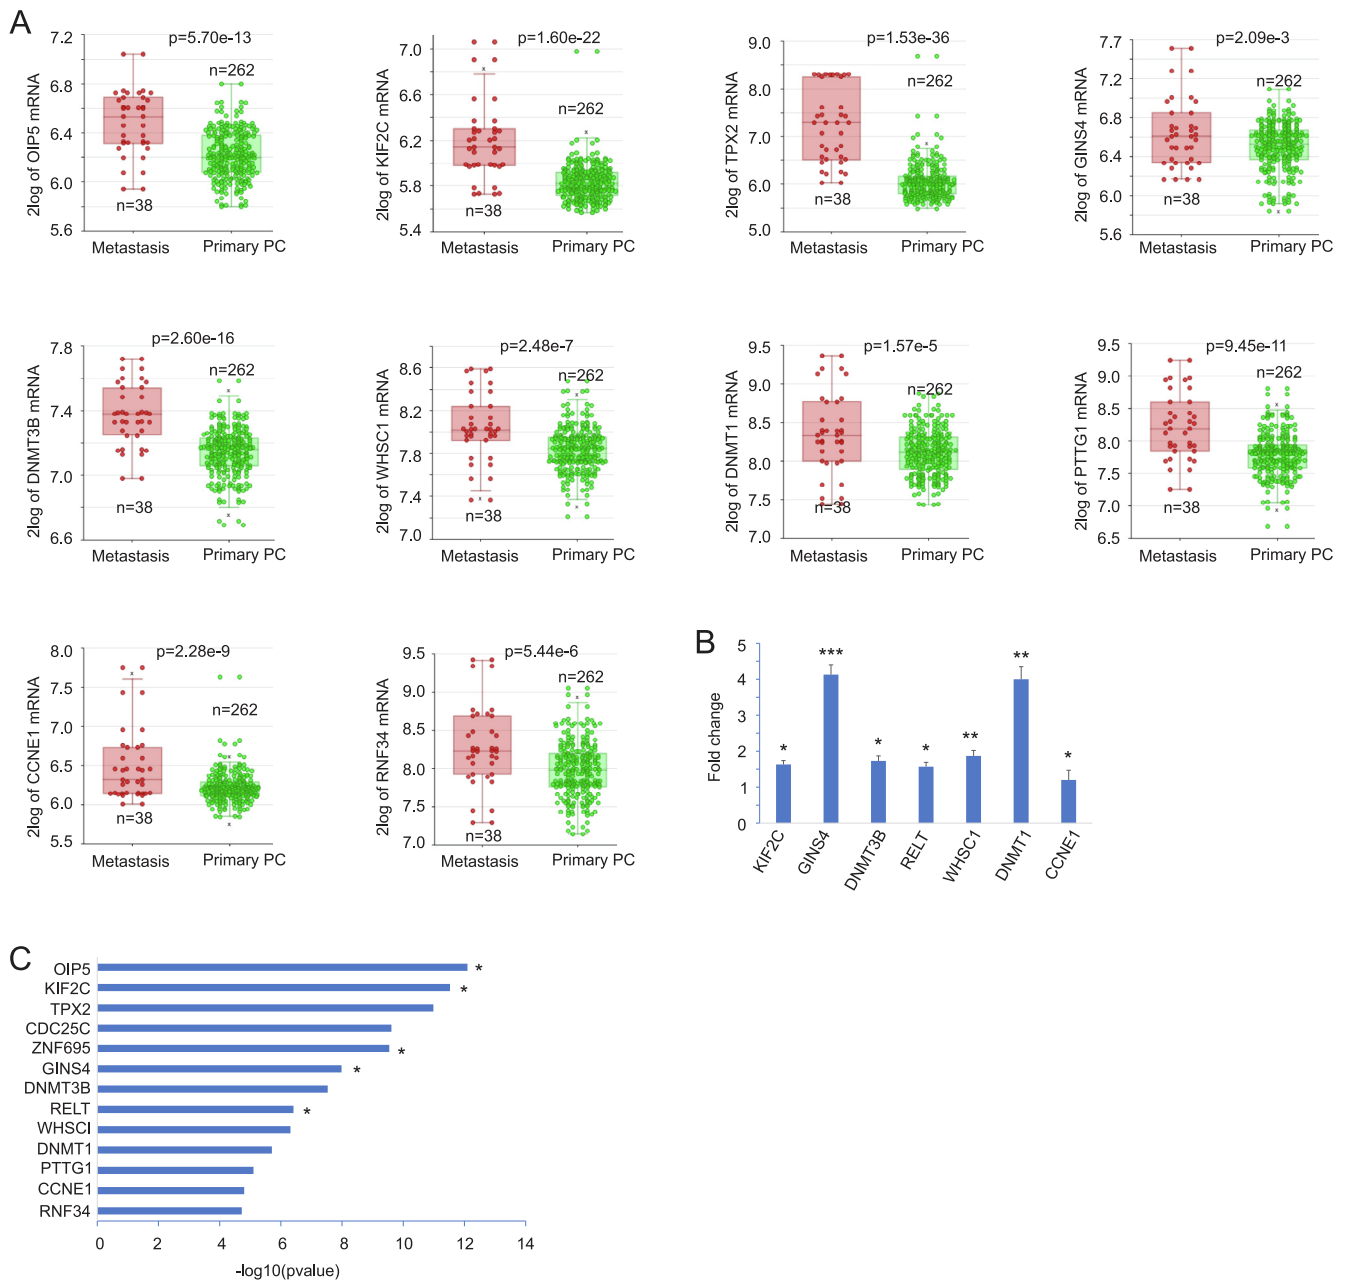 A
2log of OIP5 mRNA
7.2
6.8
6.4
6.0
5.6
p=5.70e-13
n=262
n=38
Metastasis
Primary PC
2log of KIF2C mRNA
7.0
6.6
6.2
5.8
5.4
p=1.60e-22
n=262
n=38
Metastasis
Primary PC
2log of TPX2 mRNA
9.0
8.0
7.0
6.0
5.0
p=1.53e-36
n=262
n=38
Metastasis
Primary PC
2log of GINS4 mRNA
7.7
7.2
6.8
6.4
6.0
5.6
p=2.09e-3
n=262
n=38
Metastasis
Primary PC
2log of DNMT3B mRNA
7.8
7.4
7.0
6.6
p=2.60e-16
n=262
n=38
Metastasis
Primary PC
2log of WHSC1 mRNA
8.6
8.2
7.8
7.4
7.0
p=2.48e-7
n=262
n=38
Metastasis
Primary PC
2log of DNMT1 mRNA
9.5
9.0
8.5
8.0
7.5
7.0
p=1.57e-5
n=262
n=38
Metastasis
Primary PC
2log of PTTG1 mRNA
9.5
9.0
8.5
8.0
7.5
7.0
6.5
p=9.45e-11
n=262
n=38
Metastasis
Primary PC
2log of CCNE1 mRNA
8.0
7.5
7.0
6.5
6.0
5.5
p=2.28e-9
n=262
n=38
Metastasis
Primary PC
2log of RNF34 mRNA
9.5
9.0
8.5
8.0
7.5
7.0
p=5.44e-6
n=262
n=38
Metastasis
Primary PC
B
Fold change
5
4
3
2
1
0
*
***
*
*
**
**
*
KIF2C
GINS4
DNMT3B
RELT
WHSC1
DNMT1
CCNE1
C
OIP5 *
KIF2C *
TPX2
CDC25C
ZNF695 *
GINS4 *
DNMT3B
RELT *
WHSCI
DNMT1
PTTG1
CCNE1
RNF34
0 2 4 6 8 10 12 14
-log10(pvalue)